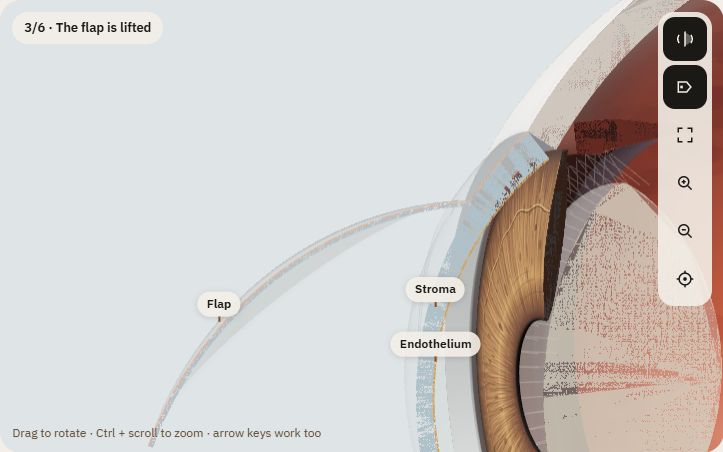 3/6 · The flap is lifted
Flap
Stroma
Endothelium
Drag to rotate · Ctrl + scroll to zoom · arrow keys work too